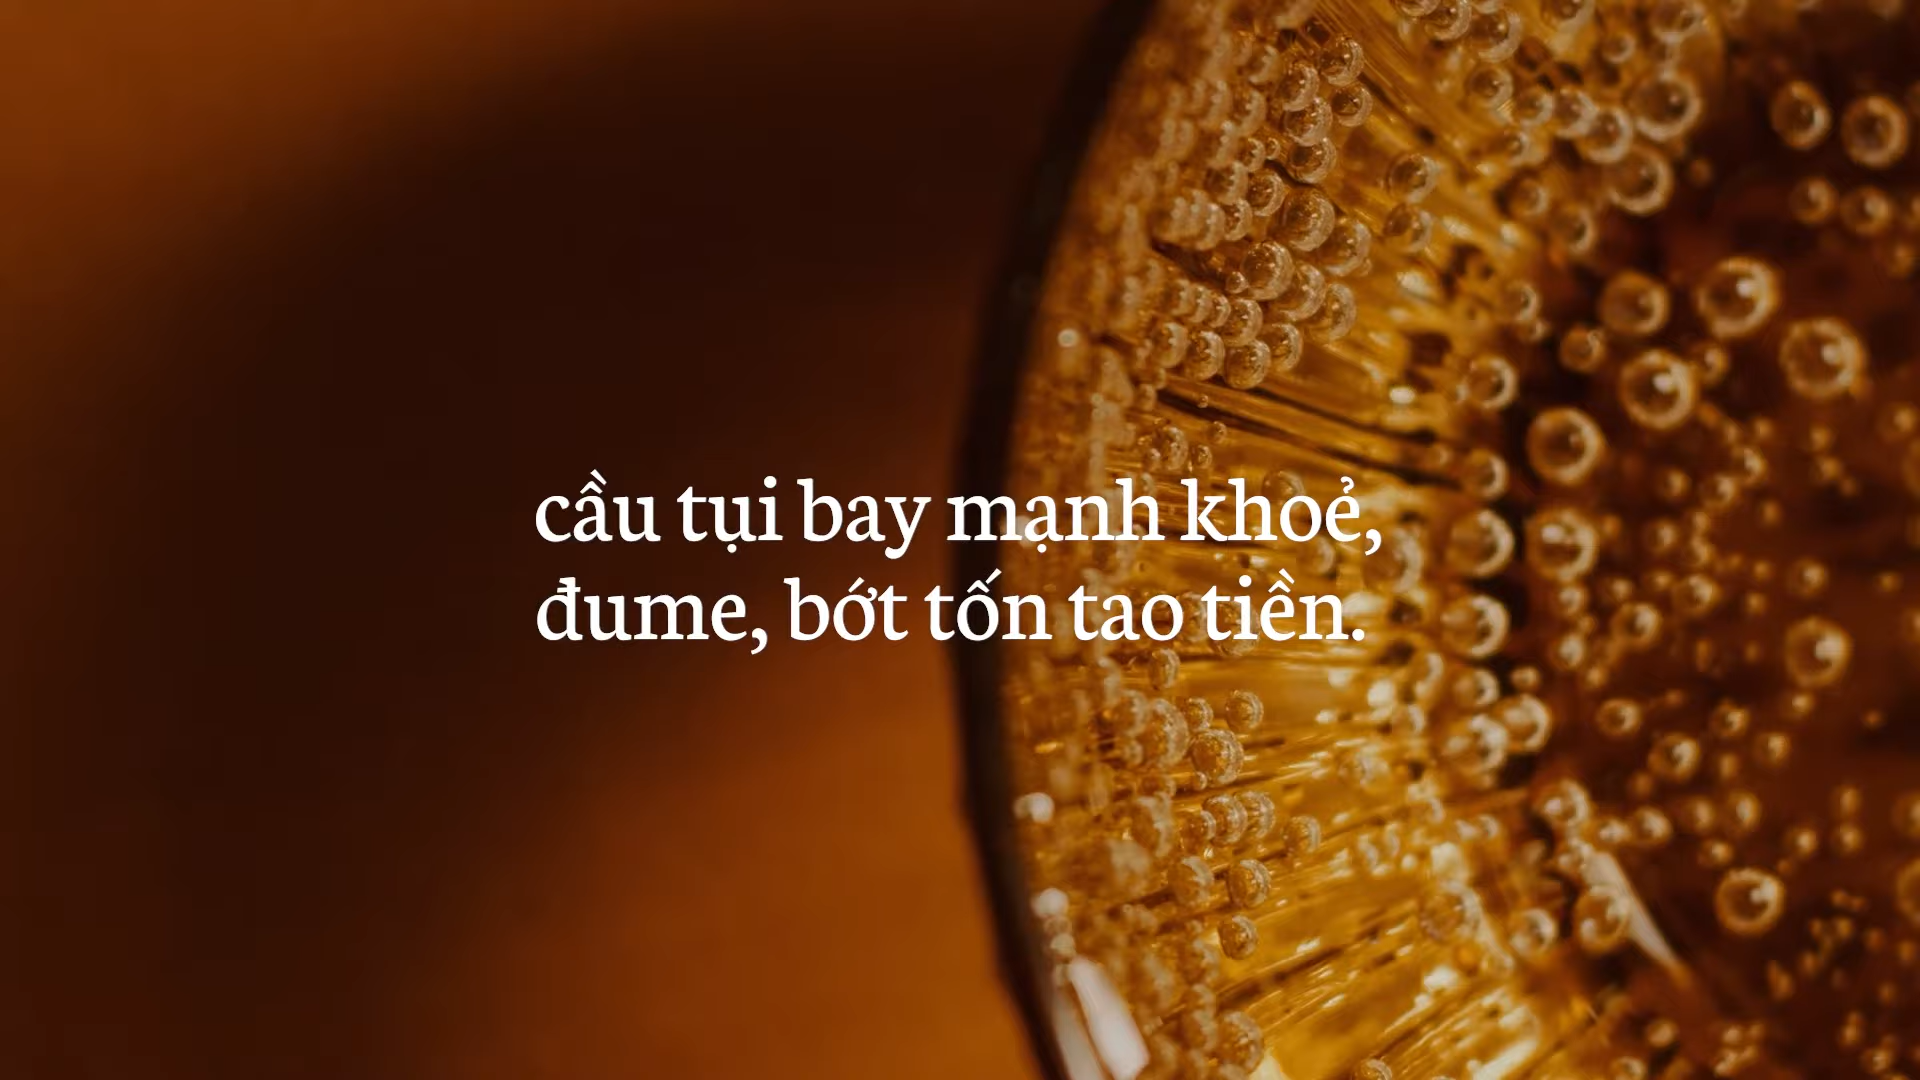 cầu tụi bay mạnh khoẻ,
đume, bớt tốn tao tiền.